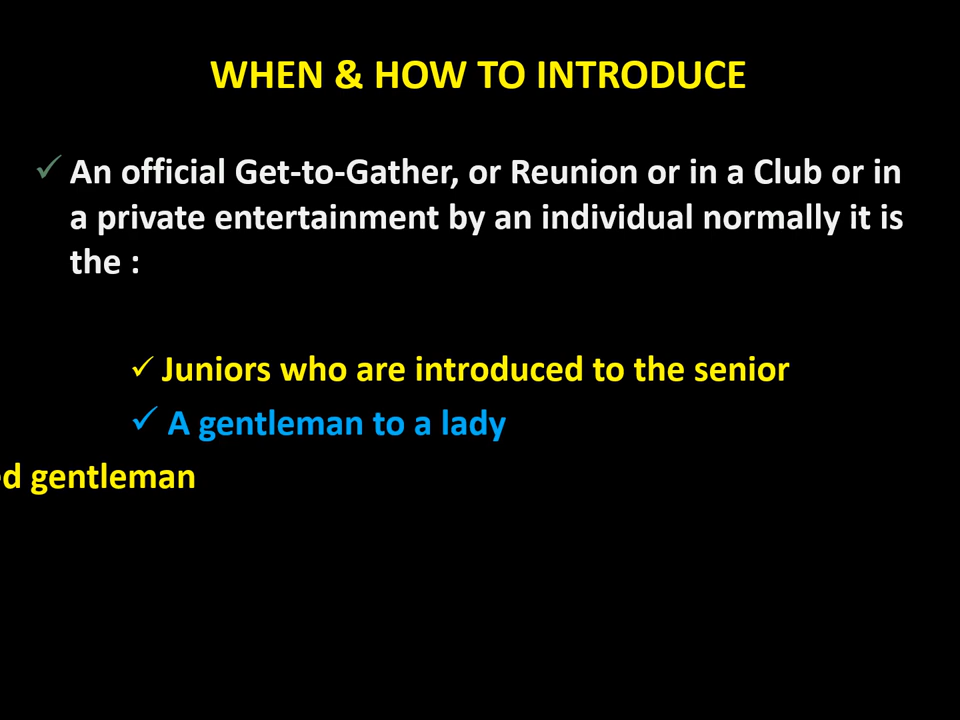 WHEN & HOW TO INTRODUCE
✓ An official Get-to-Gather, or Reunion or in a Club or in
a private entertainment by an individual normally it is
the :
✓ Juniors who are introduced to the senior
✓ A gentleman to a lady
gentleman